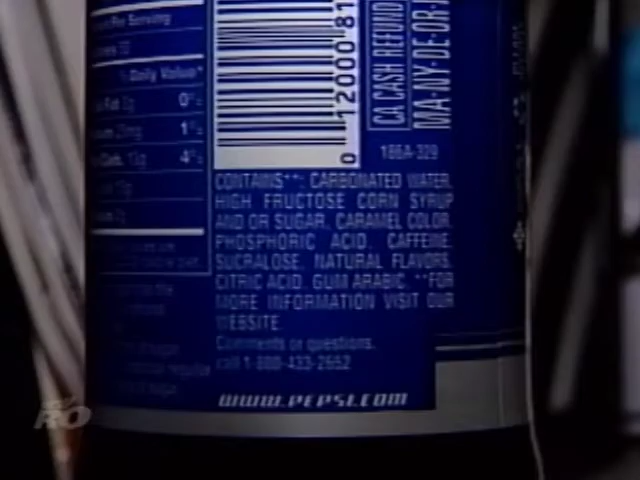 Per Serving
% Daily Value*
Fat 0g 0%
25mg 1%
Carb. 13g 4%
0 12000 81
CA CASH REFUND
MA·NY·DE·OR
186A-329
CONTAINS**: CARBONATED WATER,
HIGH FRUCTOSE CORN SYRUP
AND OR SUGAR, CARAMEL COLOR,
PHOSPHORIC ACID, CAFFEINE,
SUCRALOSE, NATURAL FLAVORS,
CITRIC ACID, GUM ARABIC. **FOR
MORE INFORMATION VISIT OUR
WEBSITE.
Comments or questions,
call 1-800-433-2652
WWW.PEPSI.COM
RO